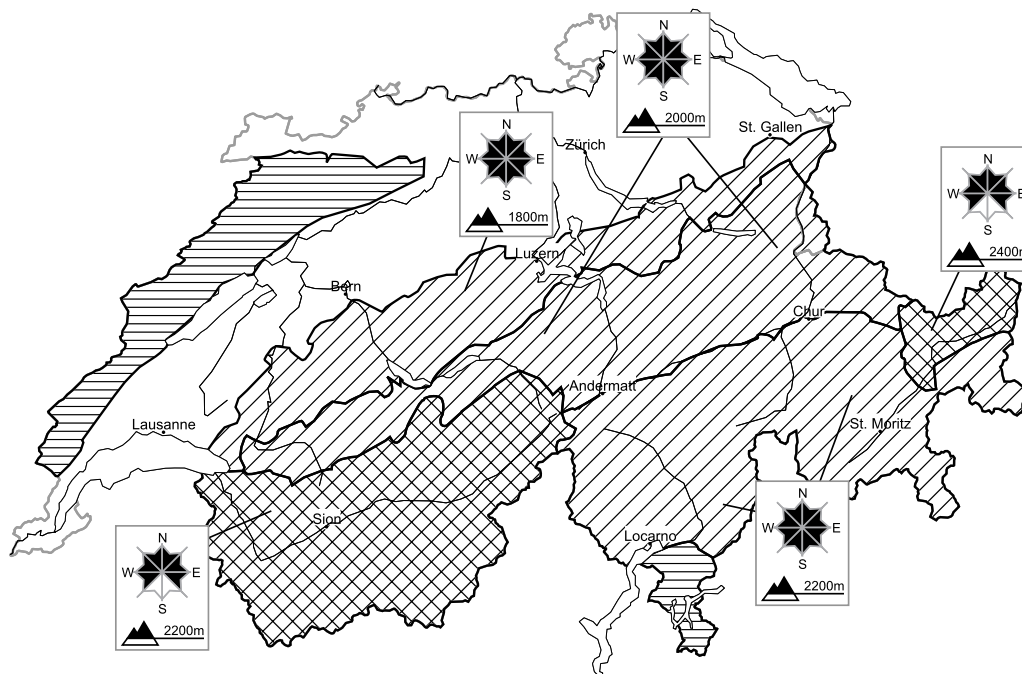 N
W E
S
2000m
N
W E
S
1800m
St. Gallen
Zürich
N
W E
S
2400m
Luzern
Bern
Chur
Andermatt
Lausanne
St. Moritz
N
W E
S
2200m
Sion
Locarno
N
W E
S
2200m